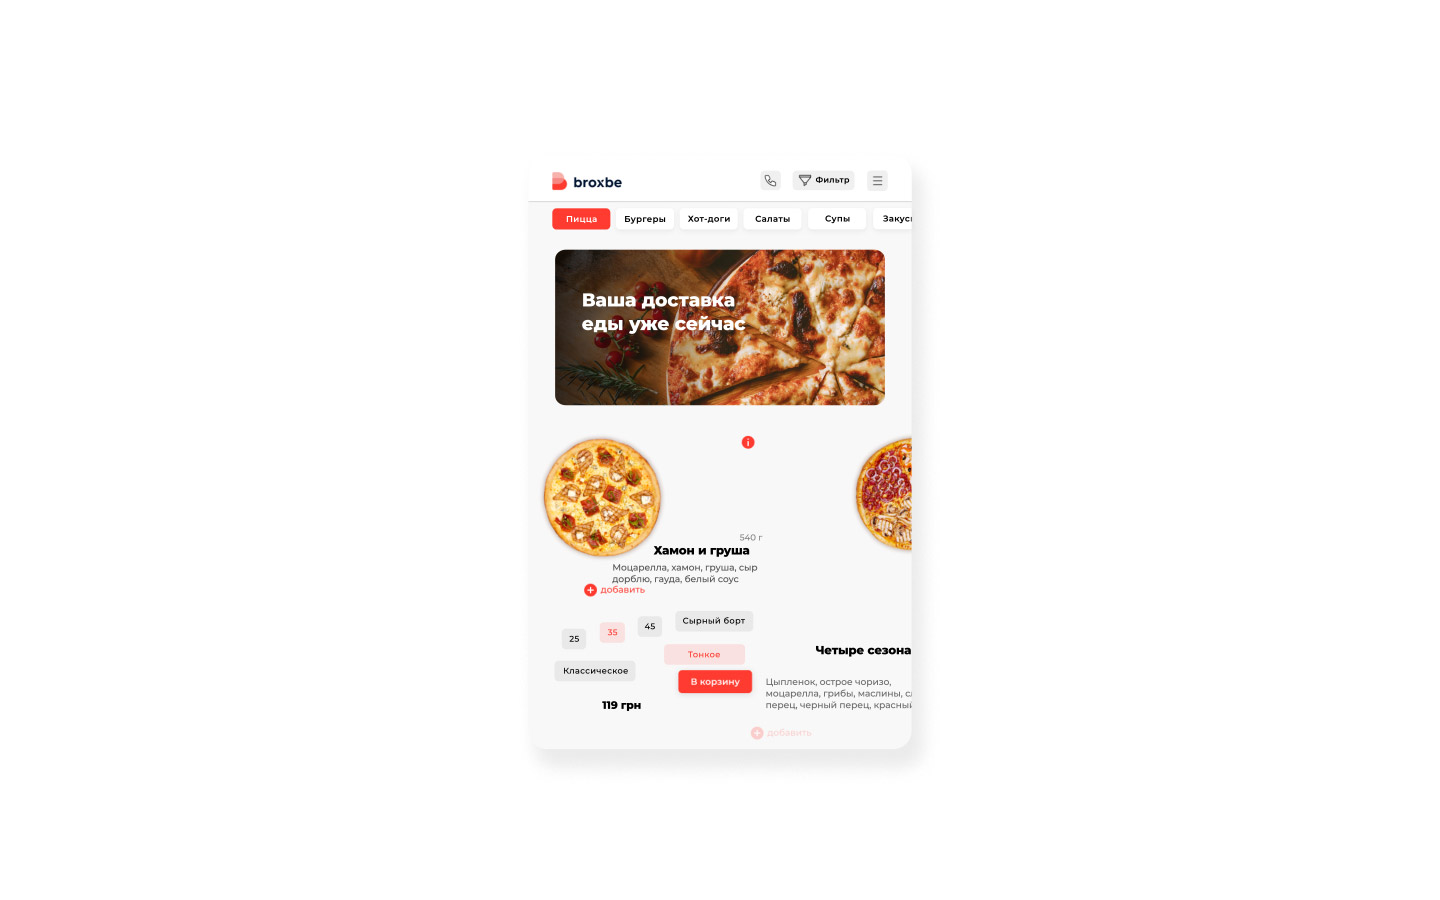 broxbe
Фильтр
Пицца
Бургеры
Хот-доги
Салаты
Супы
Ваша доставка
еды уже сейчас
540 г
Хамон и груша
Моцарелла, хамон, груша, сыр
дорблю, гауда, белый соус
добавить
25
35
45
Сырный борт
Тонкое
Классическое
В корзину
119 грн
Четыре сезона
Цыпленок, острое чоризо,
моцарелла, грибы, маслины,
перец, черный перец,
добавить